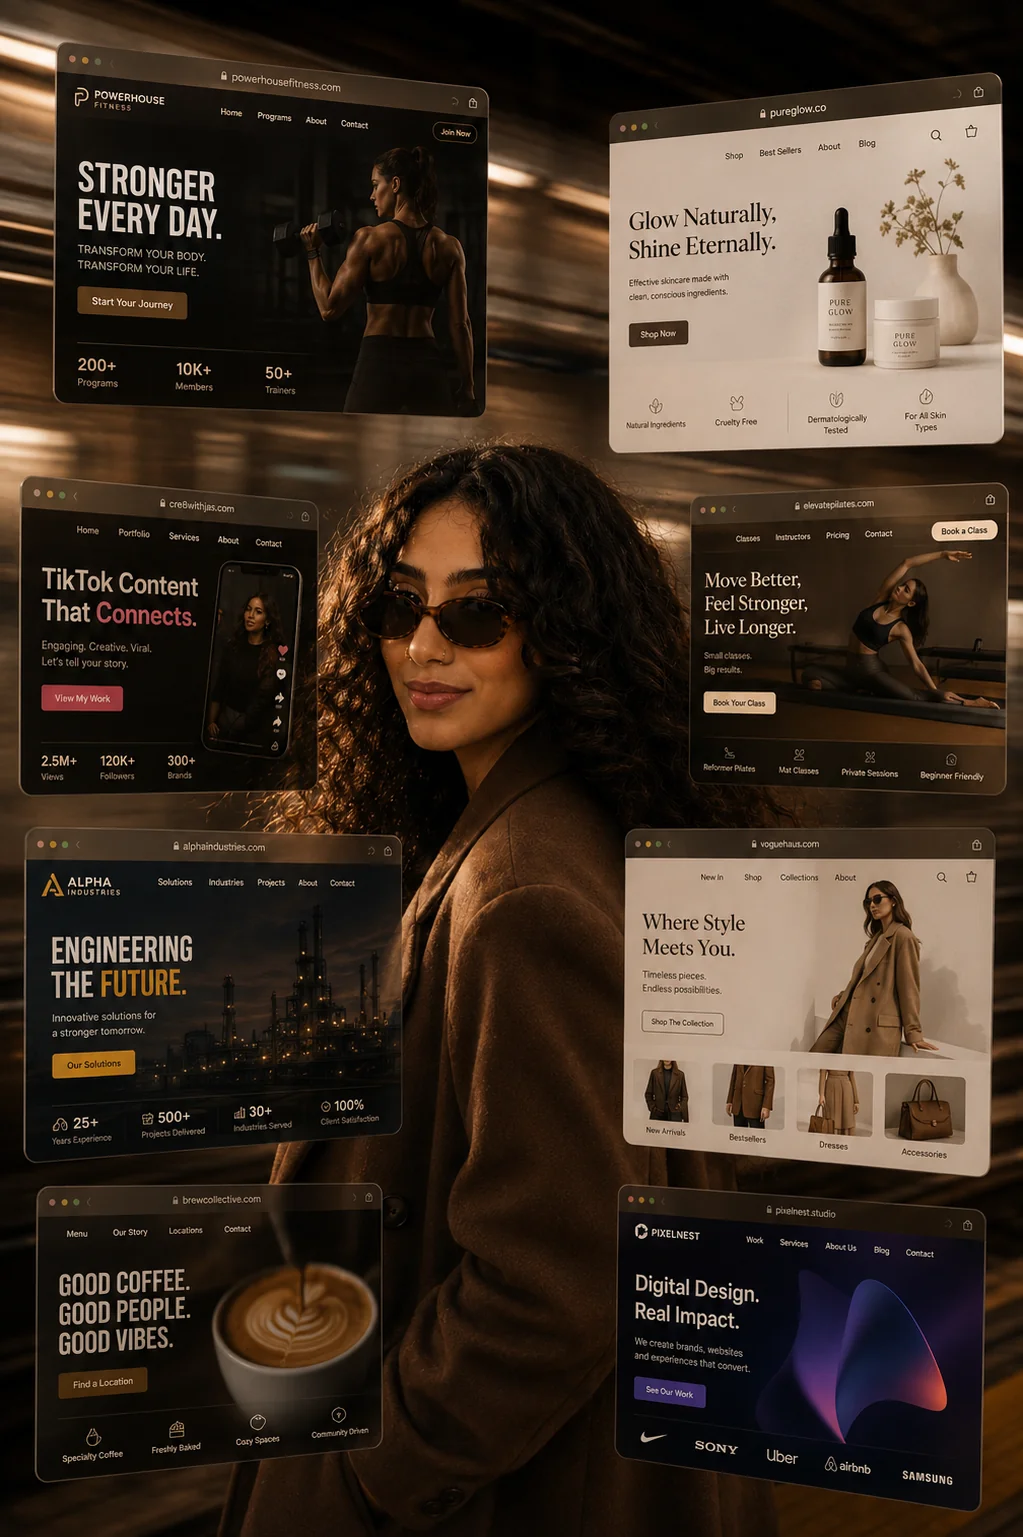 powerhousefitness.com
POWERHOUSE
FITNESS
Home Programs About Contact
Join Now
STRONGER
EVERY DAY.
TRANSFORM YOUR BODY.
TRANSFORM YOUR LIFE.
Start Your Journey
200+ 10K+ 50+
Programs Members Trainers
pureglow.co
Shop Best Sellers About Blog
Glow Naturally,
Shine Eternally.
Effective skincare made with
clean, conscious ingredients.
Shop Now
PURE
GLOW
PURE
GLOW
Natural Ingredients Cruelty Free Dermatologically
Tested For All Skin
Types
cre8withjas.com
Home Portfolio Services About Contact
TikTok Content
That Connects.
Engaging. Creative. Viral.
Let's tell your story.
View My Work
2.5M+ 120K+ 300+
Views Followers Brands
elevatepilates.com
Classes Instructors Pricing Contact
Book a Class
Move Better,
Feel Stronger,
Live Longer.
Small classes.
Big results.
Book Your Class
Reformer Pilates Mat Classes Private Sessions Beginner Friendly
alphaindustries.com
ALPHA
INDUSTRIES
Solutions Industries Projects About Contact
ENGINEERING
THE FUTURE.
Innovative solutions for
a stronger tomorrow.
Our Solutions
25+ 500+ 30+ 100%
Years Experience Projects Delivered Industries Served Client Satisfaction
voguehaus.com
New in Shop Collections About
Where Style
Meets You.
Timeless pieces.
Endless possibilities.
Shop The Collection
New Arrivals Bestsellers Dresses Accessories
brewcollective.com
Menu Our Story Locations Contact
GOOD COFFEE.
GOOD PEOPLE.
GOOD VIBES.
Find a Location
Specialty Coffee Freshly Baked Cozy Spaces Community Driven
pixelnest.studio
PIXELNEST
Work Services About Us Blog Contact
Digital Design.
Real Impact.
We create brands, websites
and experiences that convert.
See Our Work
SONY Uber airbnb SAMSUNG